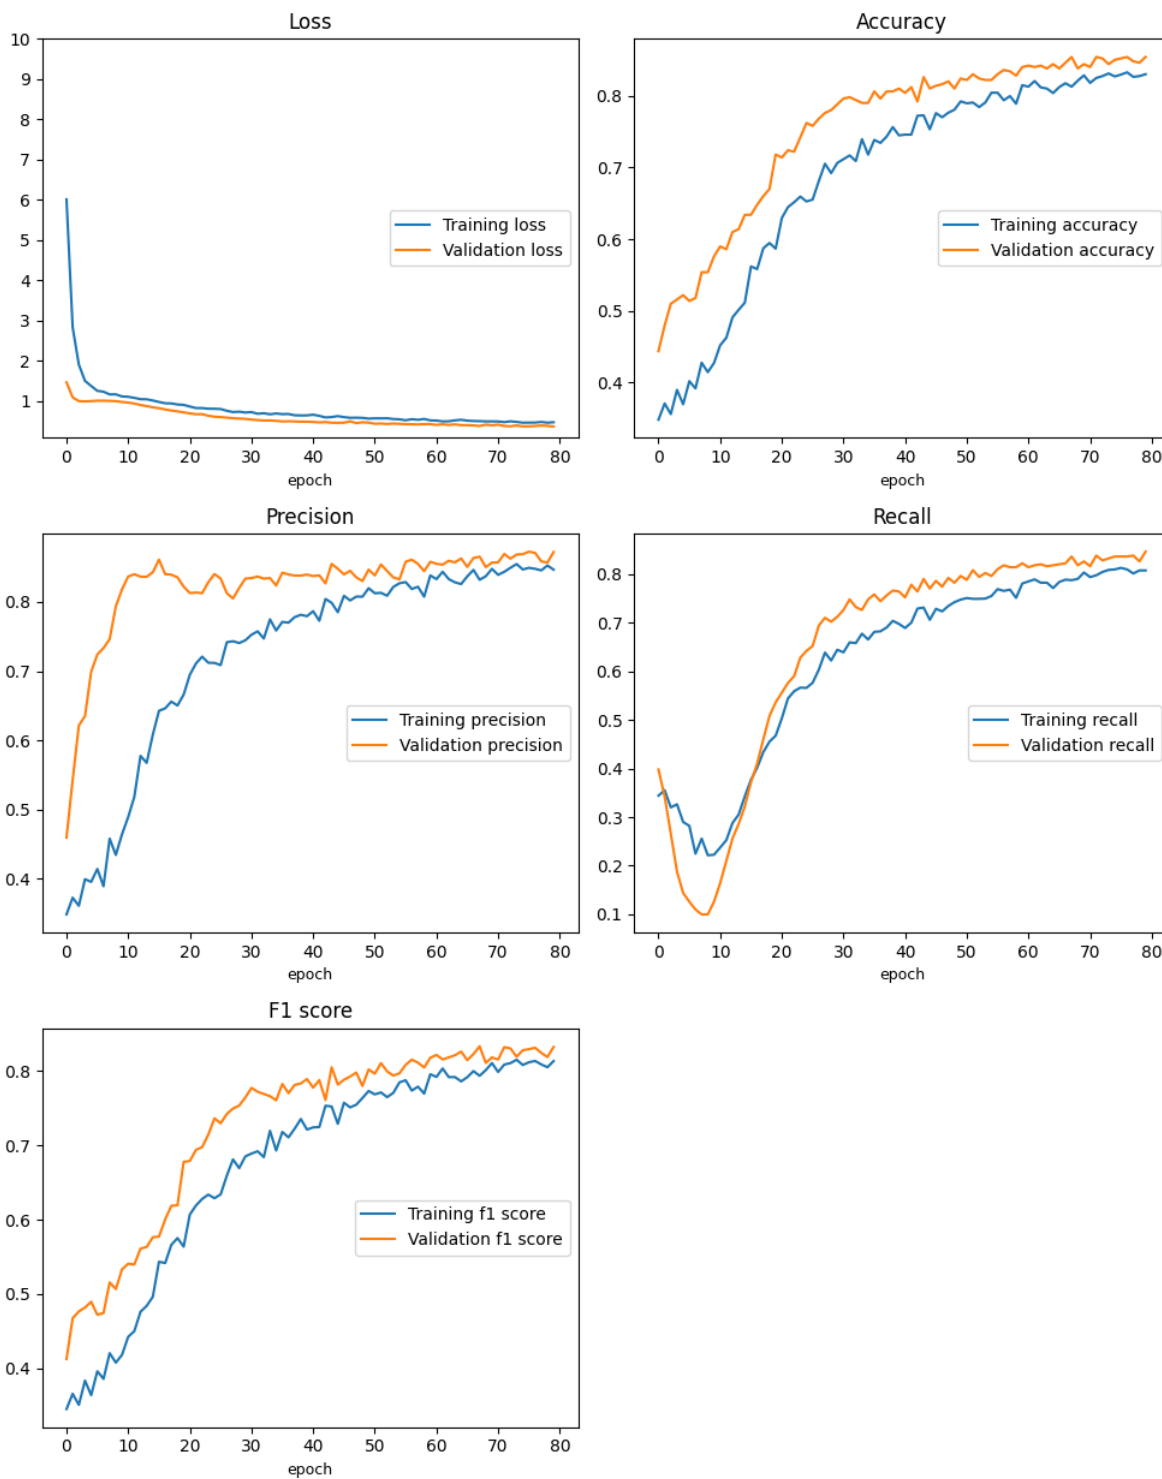 Loss
10
9
8
7
6
5
4
3
2
1
Training loss
Validation loss
0 10 20 30 40 50 60 70 80
epoch
Accuracy
0.8
0.7
0.6
0.5
0.4
Training accuracy
Validation accuracy
0 10 20 30 40 50 60 70 80
epoch
Precision
0.8
0.7
0.6
0.5
0.4
Training precision
Validation precision
0 10 20 30 40 50 60 70 80
epoch
Recall
0.8
0.7
0.6
0.5
0.4
0.3
0.2
0.1
Training recall
Validation recall
0 10 20 30 40 50 60 70 80
epoch
F1 score
0.8
0.7
0.6
0.5
0.4
Training f1 score
Validation f1 score
0 10 20 30 40 50 60 70 80
epoch